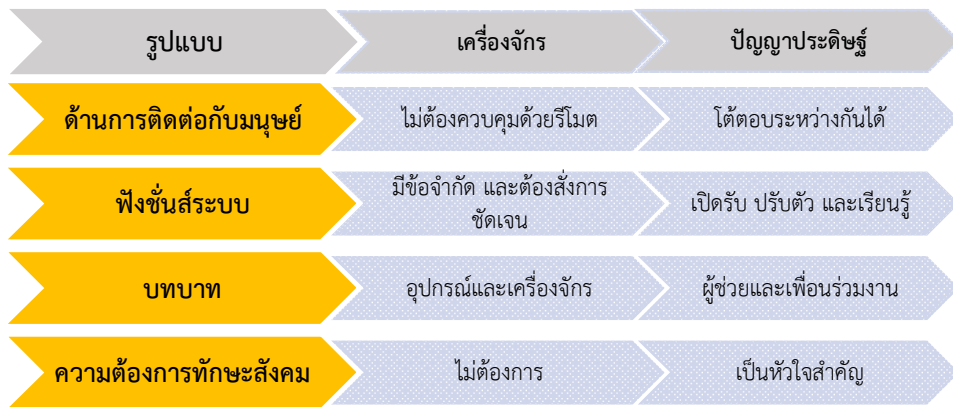 รูปแบบ
เครื่องจักร
ปัญญาประดิษฐ์
ด้านการติดต่อกับมนุษย์
ไม่ต้องควบคุมด้วยรีโมต
โต้ตอบระหว่างกันได้
ฟังชั่นส์ระบบ
มีข้อจำกัด และต้องสั่งการ
ชัดเจน
เปิดรับ ปรับตัว และเรียนรู้
บทบาท
อุปกรณ์และเครื่องจักร
ผู้ช่วยและเพื่อนร่วมงาน
ความต้องการทักษะสังคม
ไม่ต้องการ
เป็นหัวใจสำคัญ